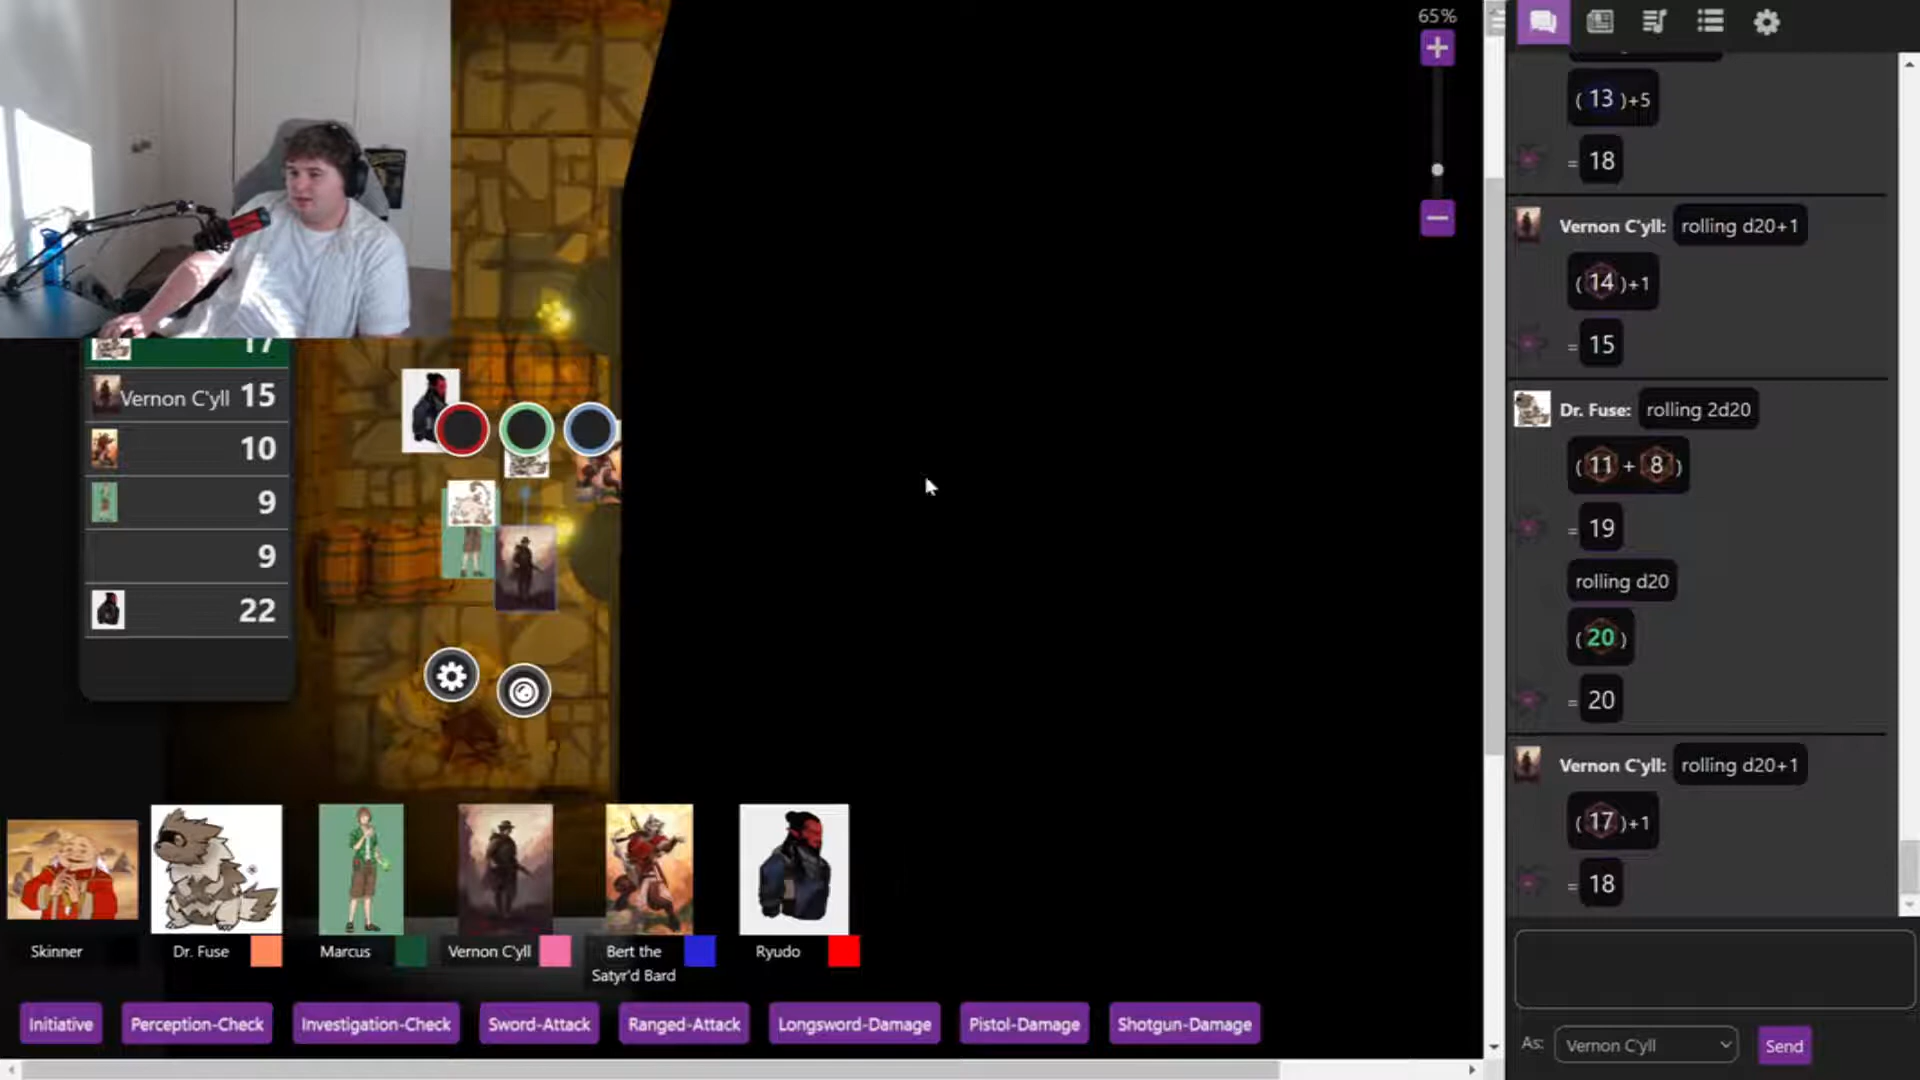 65%
(13)+5
= 18
Vernon C'yll: rolling d20+1
(14)+1
= 15
Dr. Fuse: rolling 2d20
(11 + 8)
= 19
rolling d20
(20)
= 20
Vernon C'yll: rolling d20+1
(17)+1
= 18
As: Vernon C'yll Send
17
Vernon C'yll 15
10
9
9
22
Skinner
Dr. Fuse
Marcus
Vernon C'yll
Bert the
Satyr'd Bard
Ryudo
Initiative
Perception-Check
Investigation-Check
Sword-Attack
Ranged-Attack
Longsword-Damage
Pistol-Damage
Shotgun-Damage